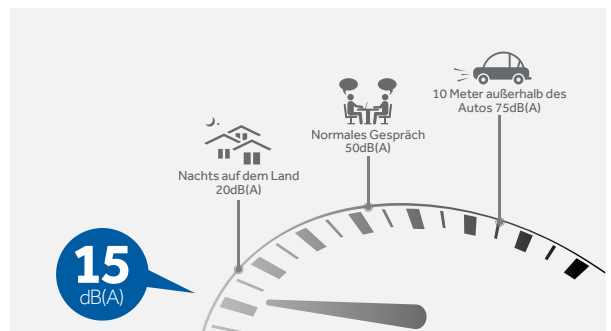 10 Meter außerhalb des
Autos 75dB(A)
Normales Gespräch
50dB(A)
Nachts auf dem Land
20dB(A)
15
dB(A)